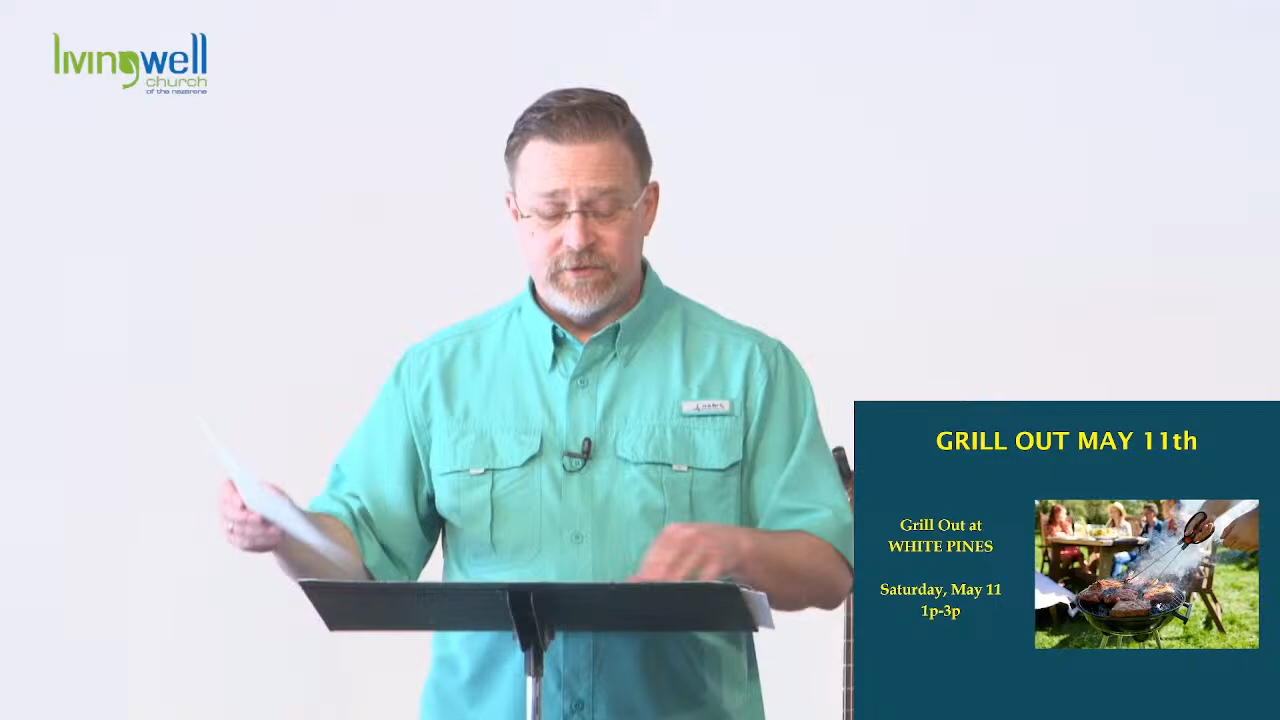 livingwell
church
of the nazarene
GRILL OUT MAY 11th
Grill Out at
WHITE PINES
Saturday, May 11
1p-3p